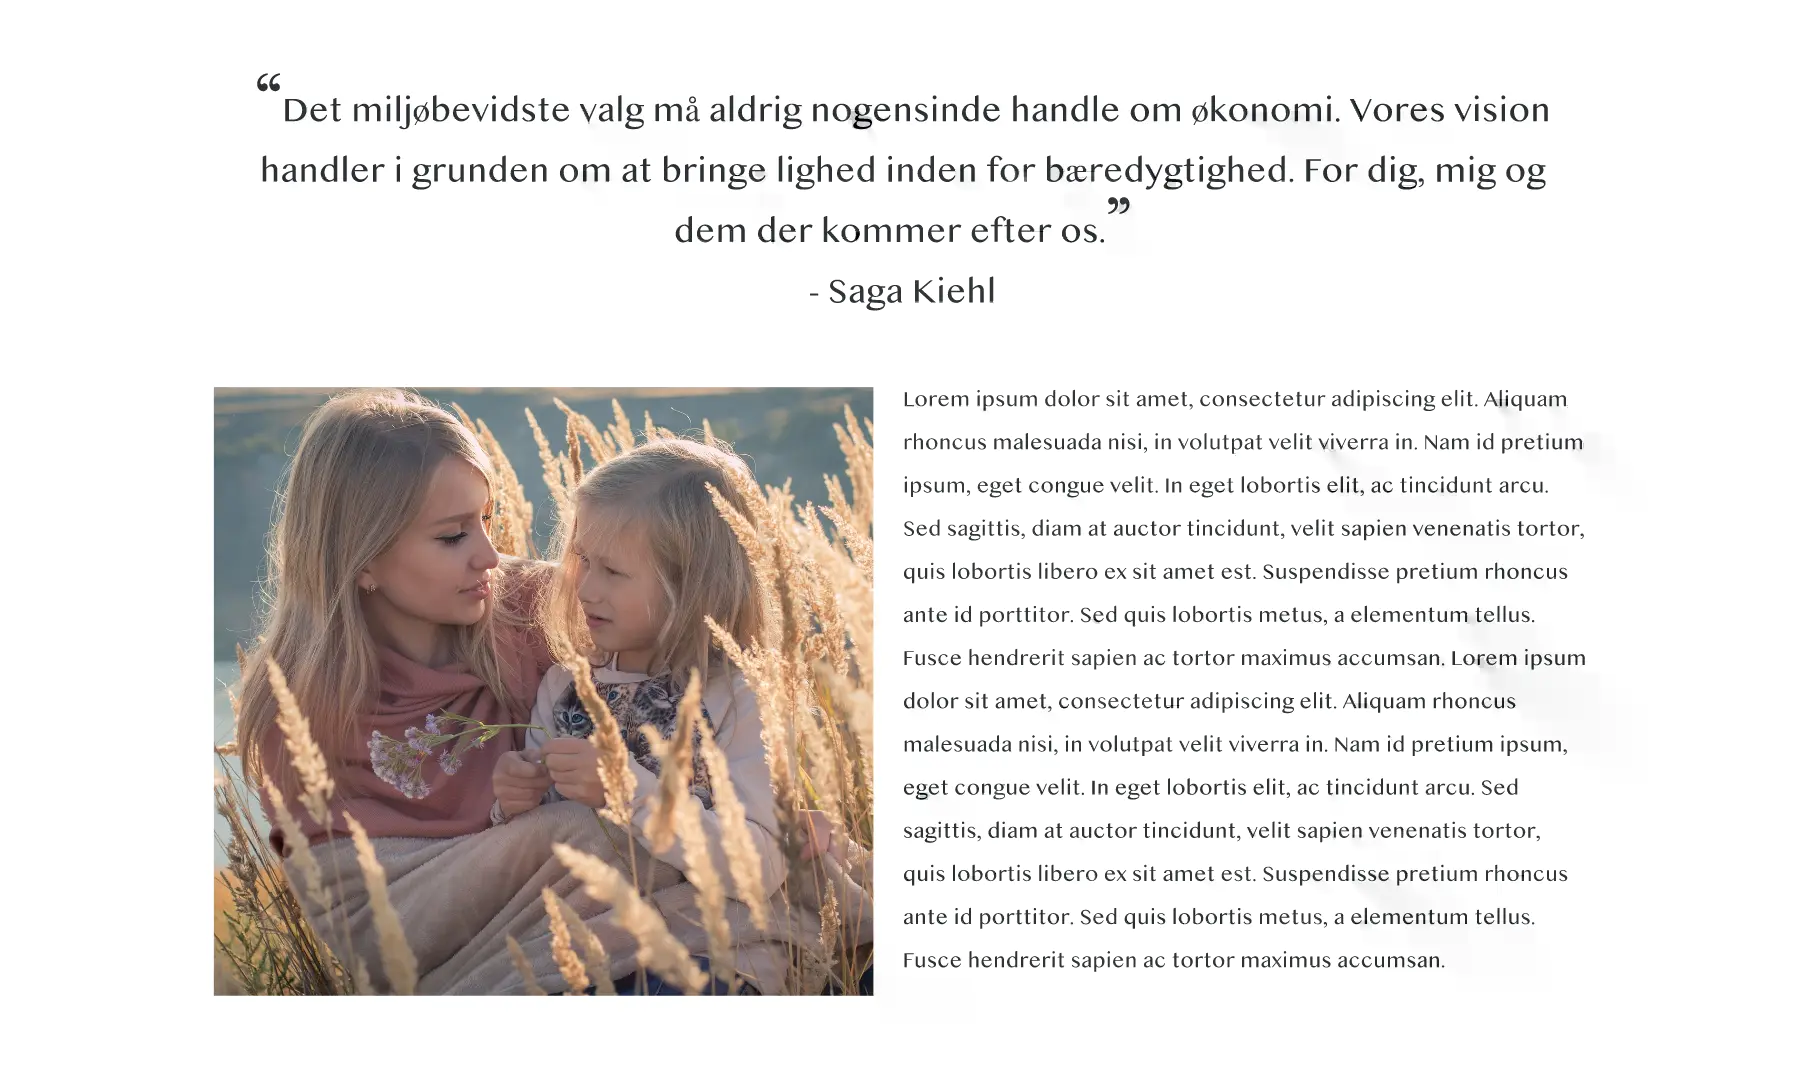 “Det miljøbevidste valg må aldrig nogensinde handle om økonomi. Vores vision
handler i grunden om at bringe lighed inden for bæredygtighed. For dig, mig og
dem der kommer efter os.”
- Saga Kiehl
Lorem ipsum dolor sit amet, consectetur adipiscing elit. Aliquam
rhoncus malesuada nisi, in volutpat velit viverra in. Nam id pretium
ipsum, eget congue velit. In eget lobortis elit, ac tincidunt arcu.
Sed sagittis, diam at auctor tincidunt, velit sapien venenatis tortor,
quis lobortis libero ex sit amet est. Suspendisse pretium rhoncus
ante id porttitor. Sed quis lobortis metus, a elementum tellus.
Fusce hendrerit sapien ac tortor maximus accumsan. Lorem ipsum
dolor sit amet, consectetur adipiscing elit. Aliquam rhoncus
malesuada nisi, in volutpat velit viverra in. Nam id pretium ipsum,
eget congue velit. In eget lobortis elit, ac tincidunt arcu. Sed
sagittis, diam at auctor tincidunt, velit sapien venenatis tortor,
quis lobortis libero ex sit amet est. Suspendisse pretium rhoncus
ante id porttitor. Sed quis lobortis metus, a elementum tellus.
Fusce hendrerit sapien ac tortor maximus accumsan.